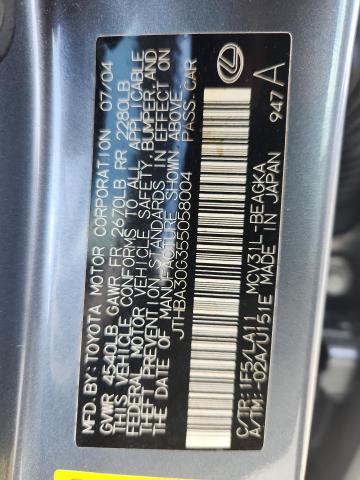 MFD.BY:TOYOTA MOTOR CORPORATION 07/04
GVWR 4540LB GAWR FR 2670LB RR 2280LB
THIS VEHICLE CONFORMS TO ALL APPLICABLE
FEDERAL MOTOR VEHICLE SAFETY, BUMPER, AND
THEFT PREVENTION STANDARDS IN EFFECT ON
THE DATE OF MANUFACTURE SHOWN ABOVE.
JTHBA30G355058004 PASS.CAR
C/TR:1F5/LA11 MCV31L-BEAGKA
A/TM:-02A/U151E MADE IN JAPAN
947 A